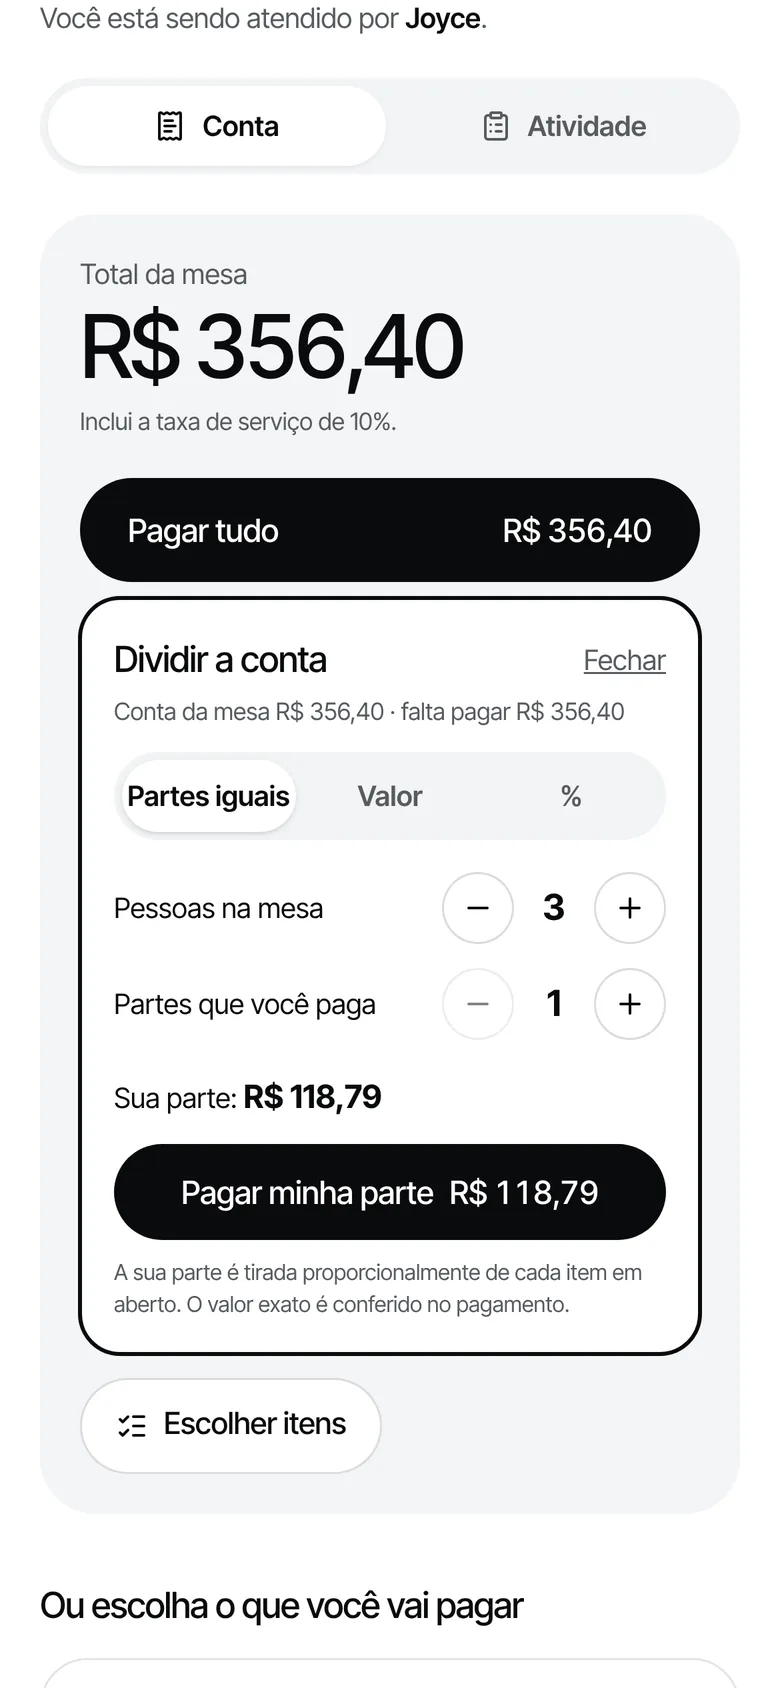 Você está sendo atendido por Joyce.
Conta
Atividade
Total da mesa
R$ 356,40
Inclui a taxa de serviço de 10%.
Pagar tudo R$ 356,40
Dividir a conta Fechar
Conta da mesa R$ 356,40 · falta pagar R$ 356,40
Partes iguais Valor %
Pessoas na mesa − 3 +
Partes que você paga − 1 +
Sua parte: R$ 118,79
Pagar minha parte R$ 118,79
A sua parte é tirada proporcionalmente de cada item em
aberto. O valor exato é conferido no pagamento.
Escolher itens
Ou escolha o que você vai pagar